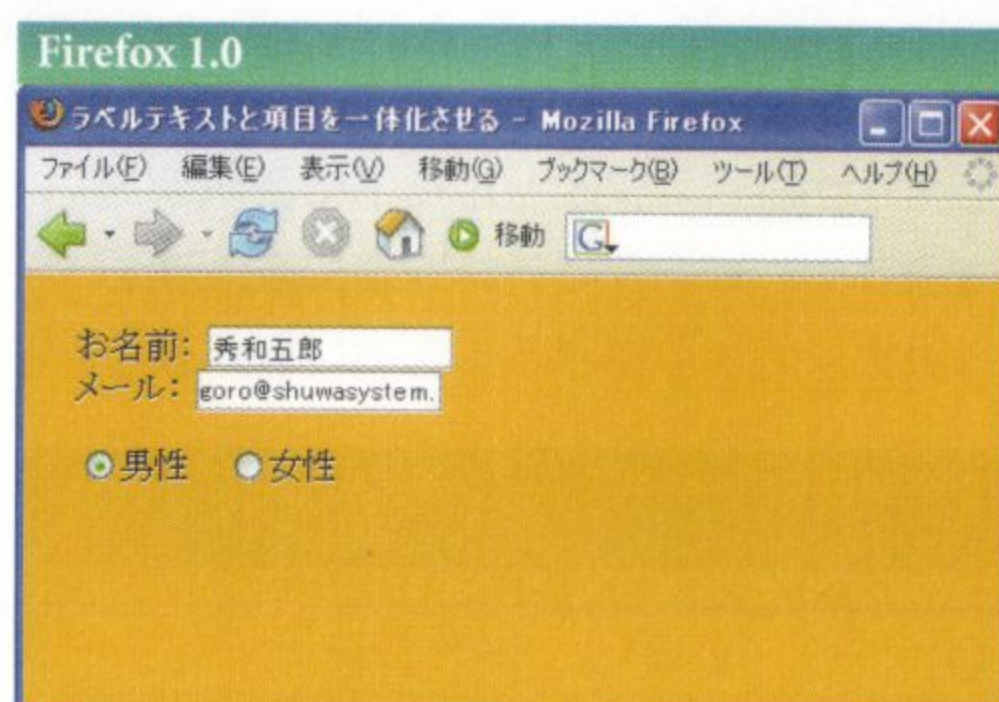 Firefox 1.0
ラベルテキストと項目を一体化させる - Mozilla Firefox
ファイル(F) 編集(E) 表示(V) 移動(G) ブックマーク(B) ツール(T) ヘルプ(H)
移動 G
お名前: 秀和五郎
メール: goro@shuwasystem.
男性 女性